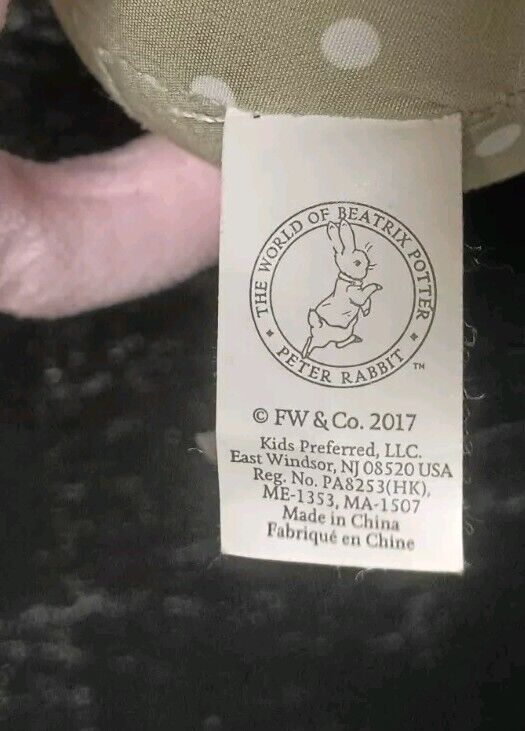 THE WORLD OF BEATRIX POTTER
PETER RABBIT
TM
© FW & Co. 2017
Kids Preferred, LLC.
East Windsor, NJ 08520 USA
Reg. No. PA8253(HK),
ME-1353, MA-1507
Made in China
Fabriqué en Chine